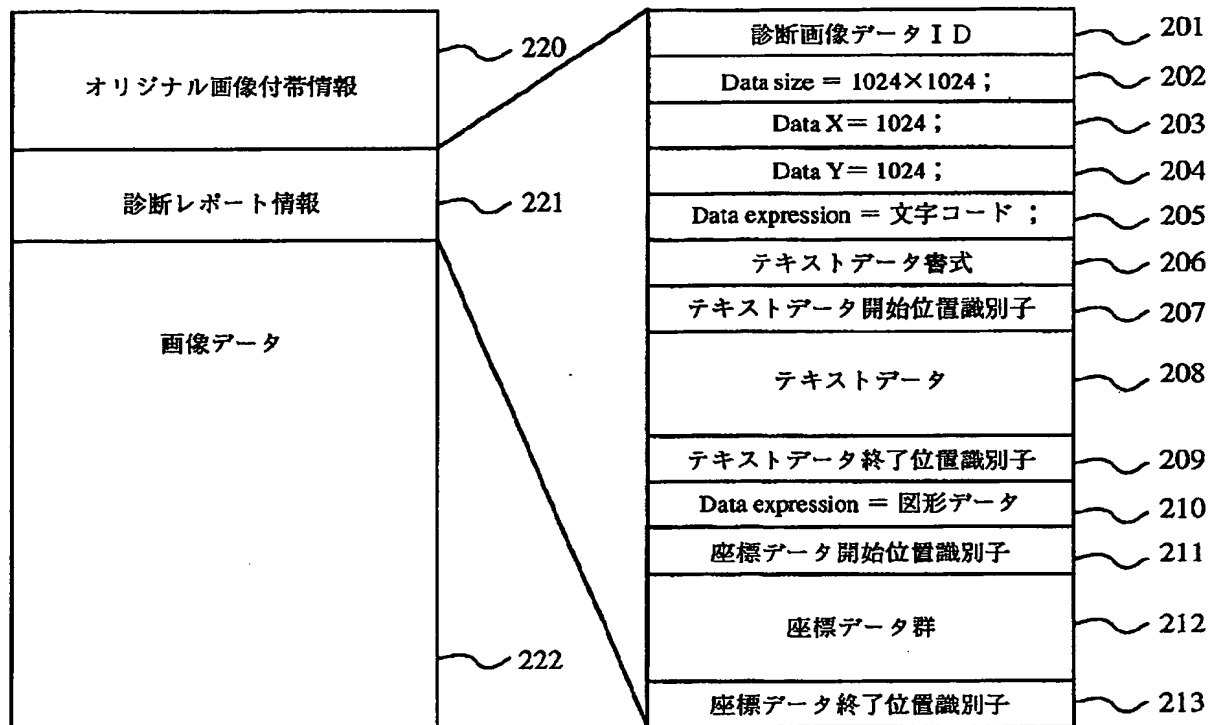 オリジナル画像付帯情報
220
診断レポート情報
221
画像データ
222
診断画像データＩＤ
201
Data size = 1024×1024 ;
202
Data X = 1024 ;
203
Data Y = 1024 ;
204
Data expression = 文字コード ;
205
テキストデータ書式
206
テキストデータ開始位置識別子
207
テキストデータ
208
テキストデータ終了位置識別子
209
Data expression = 図形データ
210
座標データ開始位置識別子
211
座標データ群
212
座標データ終了位置識別子
213